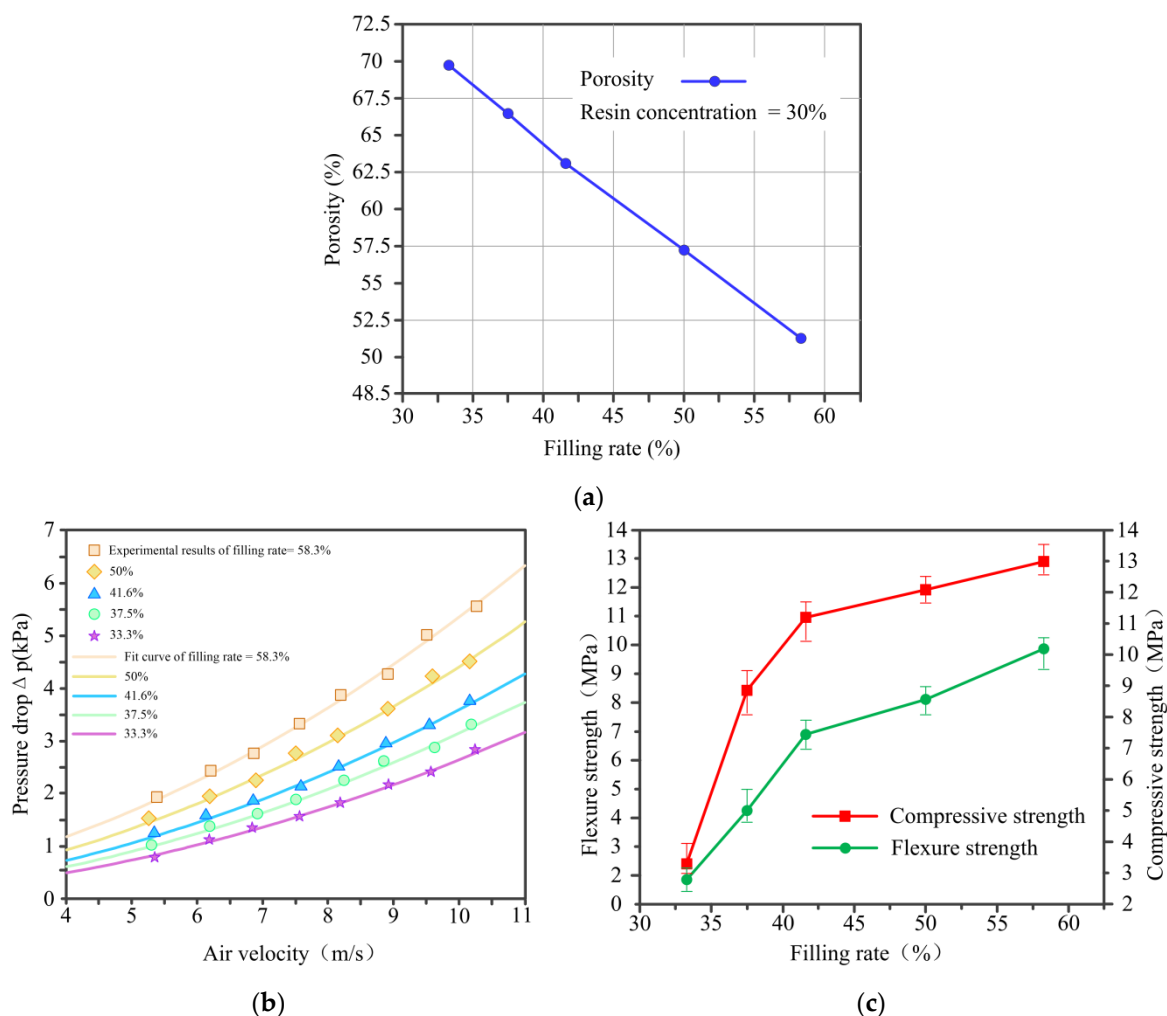 72.5
70
67.5
65
62.5
60
57.5
55
52.5
50
48.5
Porosity (%)
Porosity
Resin concentration = 30%
30 35 40 45 50 55 60
Filling rate (%)
(a)
7
6
5
4
3
2
1
0
Pressure drop Δ p(kPa)
Experimental results of filling rate= 58.3%
50%
41.6%
37.5%
33.3%
Fit curve of filling rate = 58.3%
50%
41.6%
37.5%
33.3%
4 5 6 7 8 9 10 11
Air velocity（m/s）
(b)
14
13
12
11
10
9
8
7
6
5
4
3
2
0
Flexure strength（MPa）
Compressive strength
Flexure strength
14
13
12
11
10
9
8
7
6
5
4
3
2
Compressive strength（MPa）
30 35 40 45 50 55 60
Filling rate（%）
(c)